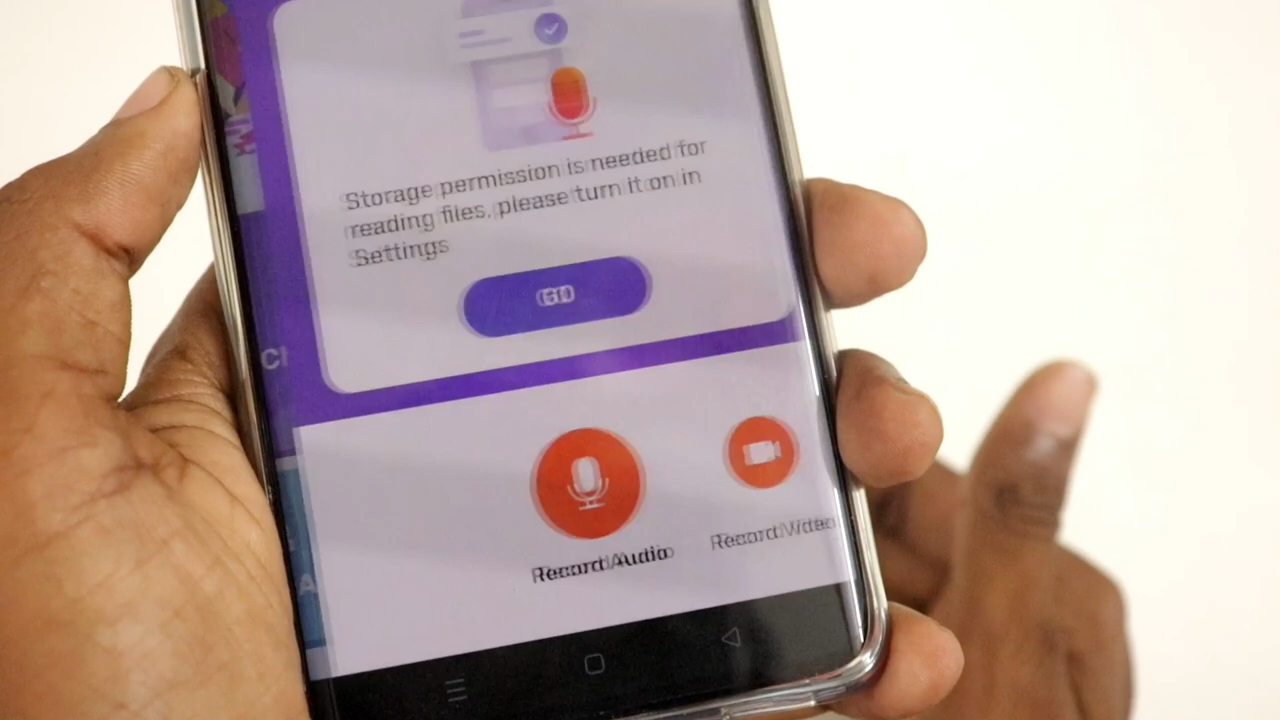 Storage permission is needed for
reading files, please turn it on in
Settings
GO
Record Audio
Record Video